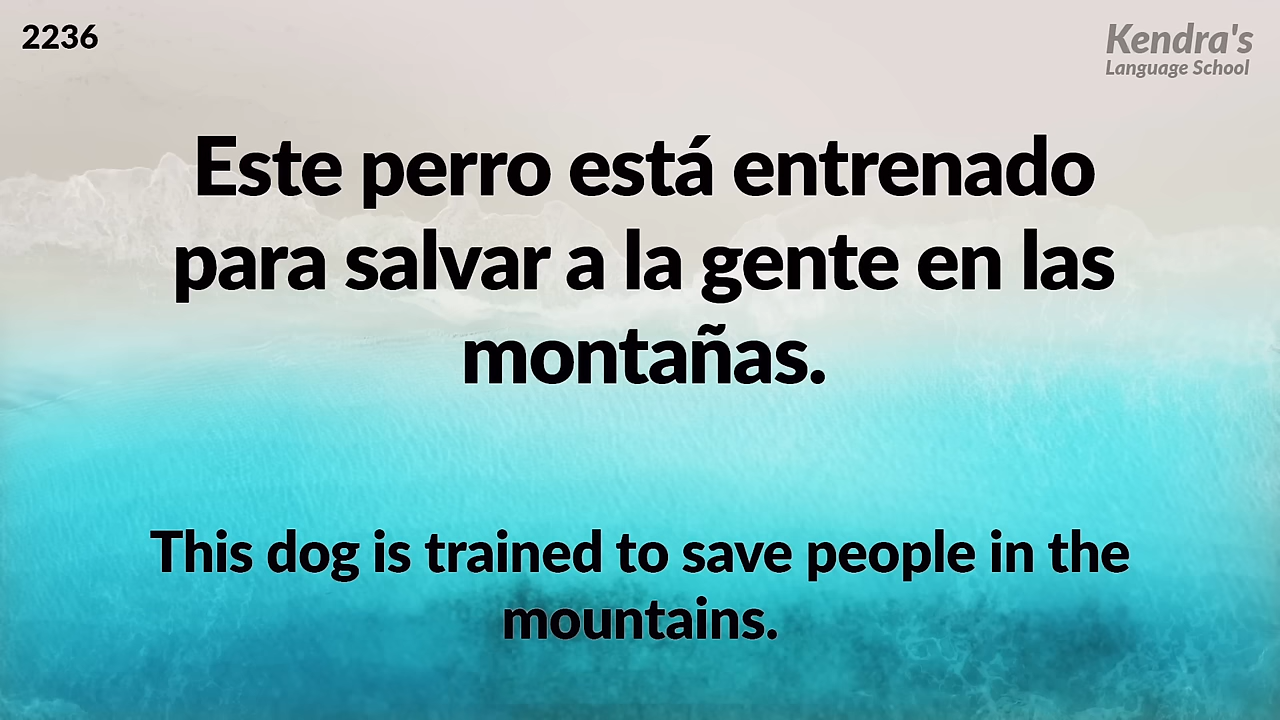 2236
Kendra's
Language School
Este perro está entrenado
para salvar a la gente en las
montañas.
This dog is trained to save people in the
mountains.